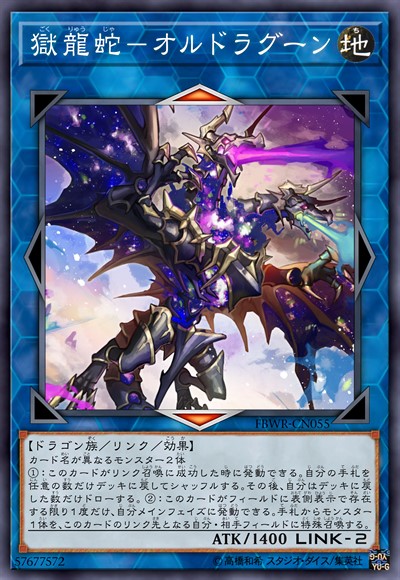 獄龍蛇－オルドラグーン 地
FBWR-CN055
【ドラゴン族／リンク／効果】
カード名が異なるモンスター２体
①：このカードがリンク召喚に成功した時に発動できる。自分の手札を
任意の数だけデッキに戻してシャッフルする。その後、自分はデッキに戻
した数だけドローする。②：このカードがフィールドに表側表示で存在
する限り１度だけ、自分メインフェイズに発動できる。手札からモンスター
１体を、このカードのリンク先となる自分・相手フィールドに特殊召喚する。
ATK/1400 LINK-2
57677572
©高橋和希 スタジオ・ダイス/集英社